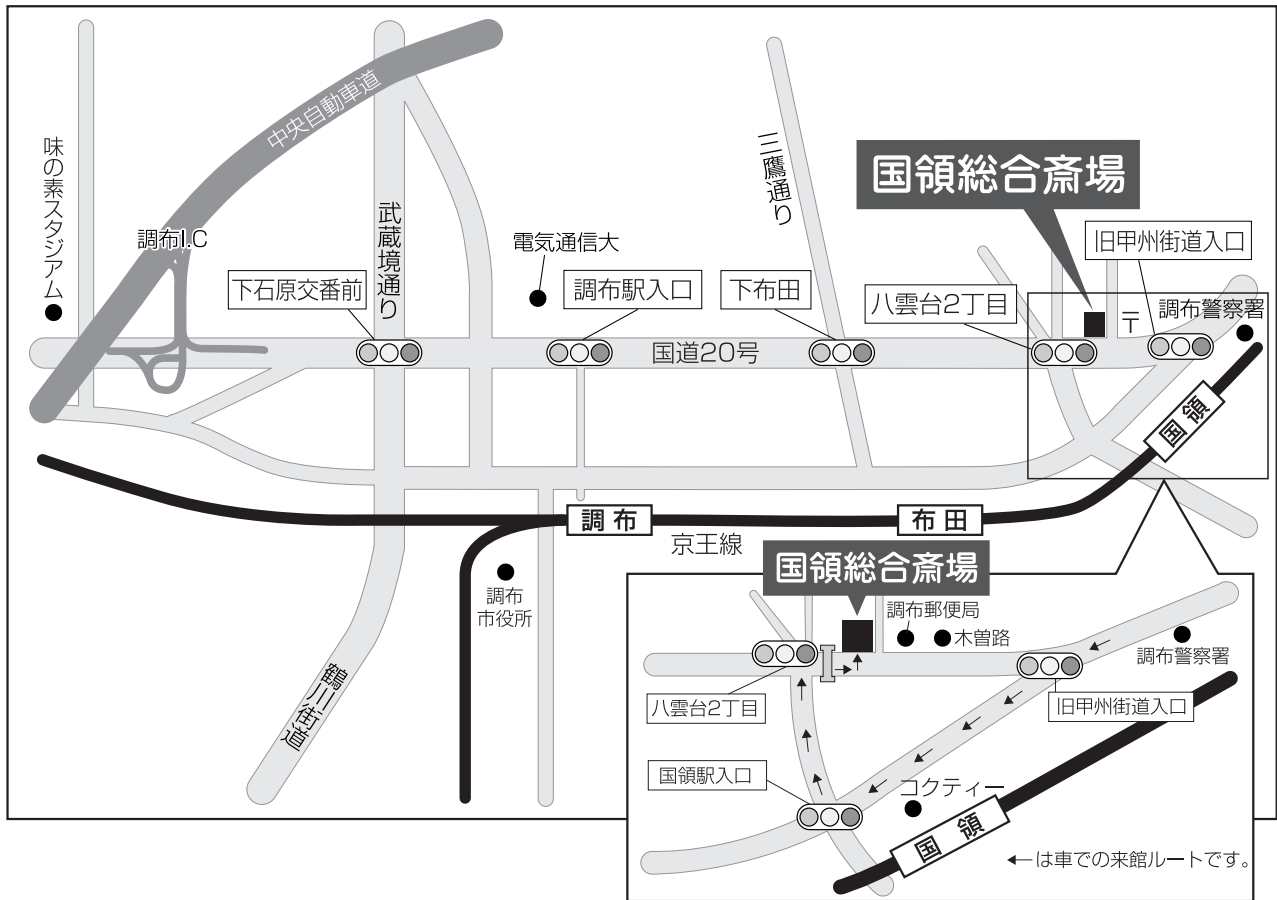 中央自動車道
味の素スタジアム
調布I.C
武蔵境通り
三鷹通り
国領総合斎場
電気通信大
旧甲州街道入口
下石原交番前
調布駅入口
下布田
八雲台2丁目
〒
調布警察署
国道20号
国領
調布
布田
京王線
調布
市役所
鶴川街道
国領総合斎場
調布郵便局
木曽路
調布警察署
八雲台2丁目
旧甲州街道入口
国領駅入口
コクティー
国領
←は車での来館ルートです。